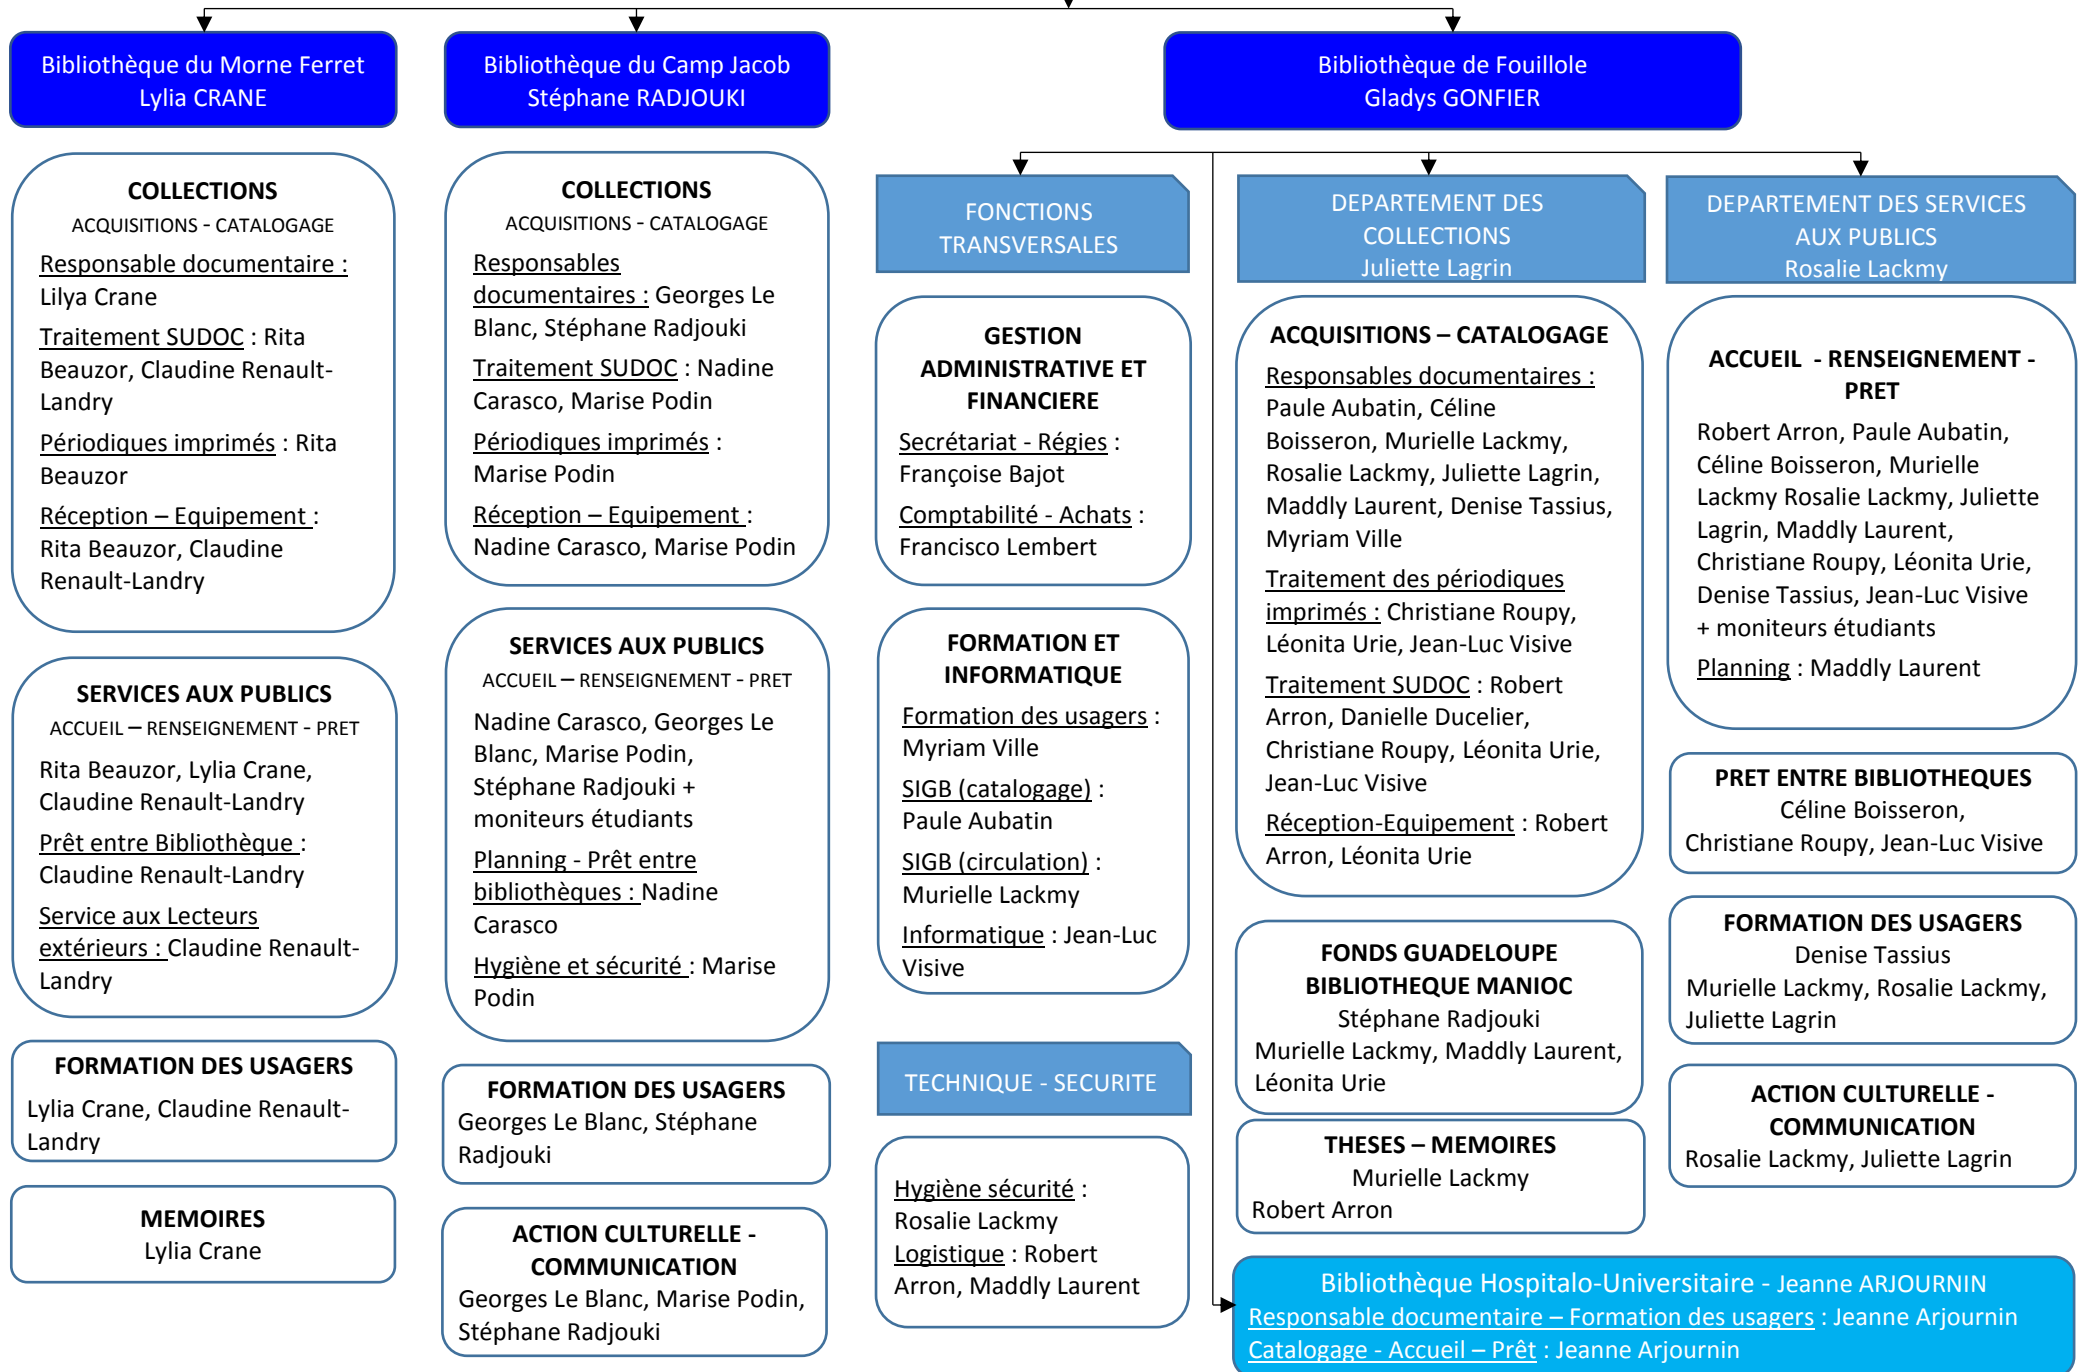 Bibliothèque du Morne Ferret
Lylia CRANE
COLLECTIONS
ACQUISITIONS - CATALOGAGE
Responsable documentaire :
Lilya Crane
Traitement SUDOC : Rita
Beauzor, Claudine Renault-
Landry
Périodiques imprimés : Rita
Beauzor
Réception – Equipement :
Rita Beauzor, Claudine
Renault-Landry
SERVICES AUX PUBLICS
ACCUEIL – RENSEIGNEMENT - PRET
Rita Beauzor, Lylia Crane,
Claudine Renault-Landry
Prêt entre Bibliothèque :
Claudine Renault-Landry
Service aux Lecteurs
extérieurs : Claudine Renault-
Landry
FORMATION DES USAGERS
Lylia Crane, Claudine Renault-
Landry
MEMOIRES
Lylia Crane
Bibliothèque du Camp Jacob
Stéphane RADJOUKI
COLLECTIONS
ACQUISITIONS - CATALOGAGE
Responsables
documentaires : Georges Le
Blanc, Stéphane Radjouki
Traitement SUDOC : Nadine
Carasco, Marise Podin
Périodiques imprimés :
Marise Podin
Réception – Equipement :
Nadine Carasco, Marise Podin
SERVICES AUX PUBLICS
ACCUEIL – RENSEIGNEMENT - PRET
Nadine Carasco, Georges Le
Blanc, Marise Podin,
Stéphane Radjouki +
moniteurs étudiants
Planning - Prêt entre
bibliothèques : Nadine
Carasco
Hygiène et sécurité : Marise
Podin
FORMATION DES USAGERS
Georges Le Blanc, Stéphane
Radjouki
ACTION CULTURELLE -
COMMUNICATION
Georges Le Blanc, Marise Podin,
Stéphane Radjouki
Bibliothèque de Fouillole
Gladys GONFIER
FONCTIONS
TRANSVERSALES
GESTION
ADMINISTRATIVE ET
FINANCIERE
Secrétariat - Régies :
Françoise Bajot
Comptabilité - Achats :
Francisco Lembert
FORMATION ET
INFORMATIQUE
Formation des usagers :
Myriam Ville
SIGB (catalogage) :
Paule Aubatin
SIGB (circulation) :
Murielle Lackmy
Informatique : Jean-Luc
Visive
TECHNIQUE - SECURITE
Hygiène sécurité :
Rosalie Lackmy
Logistique : Robert
Arron, Maddly Laurent
DEPARTEMENT DES
COLLECTIONS
Juliette Lagrin
ACQUISITIONS – CATALOGAGE
Responsables documentaires :
Paule Aubatin, Céline
Boisseron, Murielle Lackmy,
Rosalie Lackmy, Juliette Lagrin,
Maddly Laurent, Denise Tassius,
Myriam Ville
Traitement des périodiques
imprimés : Christiane Roupy,
Léonita Urie, Jean-Luc Visive
Traitement SUDOC : Robert
Arron, Danielle Ducelier,
Christiane Roupy, Léonita Urie,
Jean-Luc Visive
Réception-Equipement : Robert
Arron, Léonita Urie
FONDS GUADELOUPE
BIBLIOTHEQUE MANIOC
Stéphane Radjouki
Murielle Lackmy, Maddly Laurent,
Léonita Urie
THESES – MEMOIRES
Murielle Lackmy
Robert Arron
DEPARTEMENT DES SERVICES
AUX PUBLICS
Rosalie Lackmy
ACCUEIL - RENSEIGNEMENT -
PRET
Robert Arron, Paule Aubatin,
Céline Boisseron, Murielle
Lackmy Rosalie Lackmy, Juliette
Lagrin, Maddly Laurent,
Christiane Roupy, Léonita Urie,
Denise Tassius, Jean-Luc Visive
+ moniteurs étudiants
Planning : Maddly Laurent
PRET ENTRE BIBLIOTHEQUES
Céline Boisseron,
Christiane Roupy, Jean-Luc Visive
FORMATION DES USAGERS
Denise Tassius
Murielle Lackmy, Rosalie Lackmy,
Juliette Lagrin
ACTION CULTURELLE -
COMMUNICATION
Rosalie Lackmy, Juliette Lagrin
Bibliothèque Hospitalo-Universitaire - Jeanne ARJOURNIN
Responsable documentaire – Formation des usagers : Jeanne Arjournin
Catalogage - Accueil – Prêt : Jeanne Arjournin